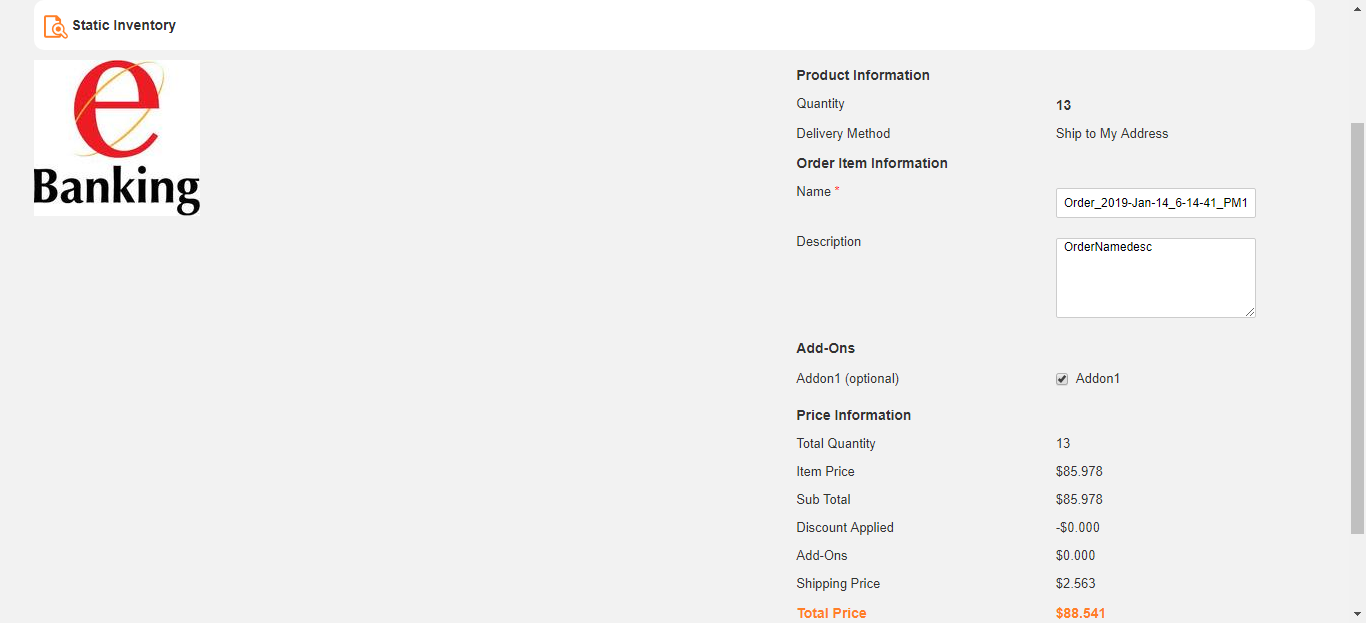 Static Inventory
e
Banking
Product Information
Quantity 13
Delivery Method Ship to My Address
Order Item Information
Name * Order_2019-Jan-14_6-14-41_PM1
Description OrderNamedesc
Add-Ons
Addon1 (optional) Addon1
Price Information
Total Quantity 13
Item Price $85.978
Sub Total $85.978
Discount Applied -$0.000
Add-Ons $0.000
Shipping Price $2.563
Total Price $88.541